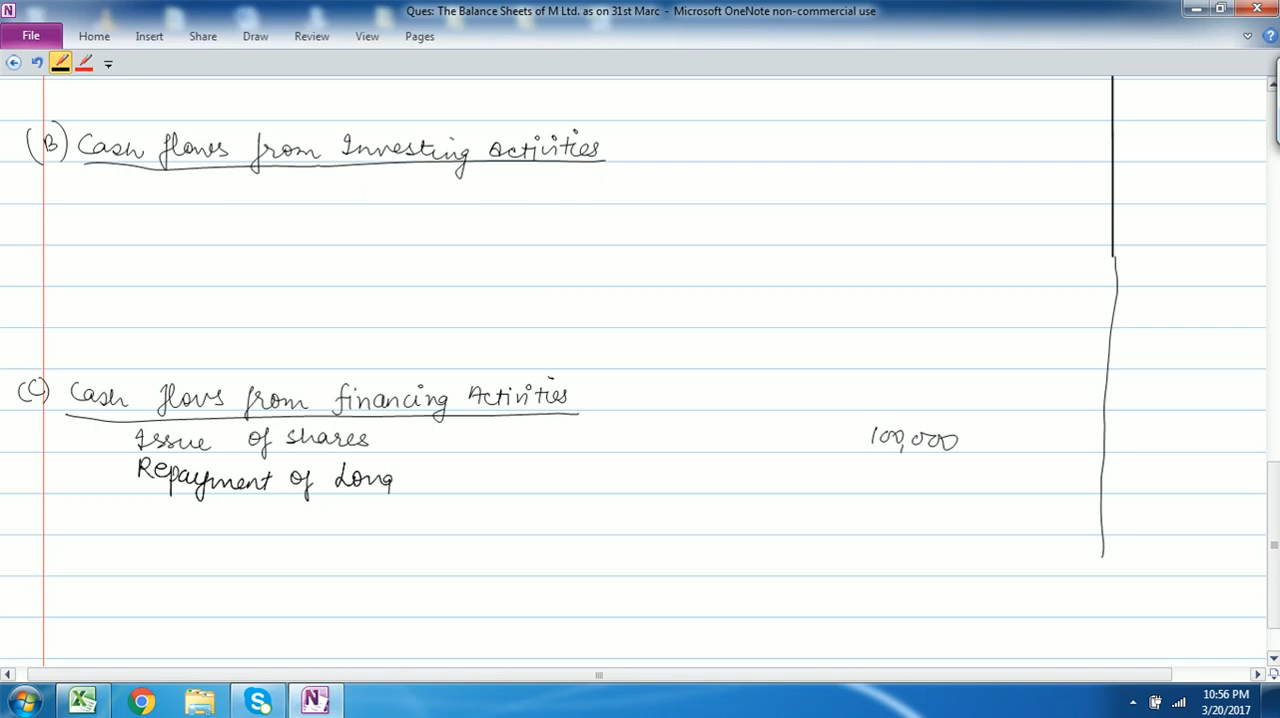 Ques: The Balance Sheets of M Ltd. as on 31st Marc - Microsoft OneNote non-commercial use
File Home Insert Share Draw Review View Pages
(B) Cash flows from Investing activities
(C) Cash flows from financing Activities
Issue of shares 100,000
Repayment of Long
10:56 PM
3/20/2017